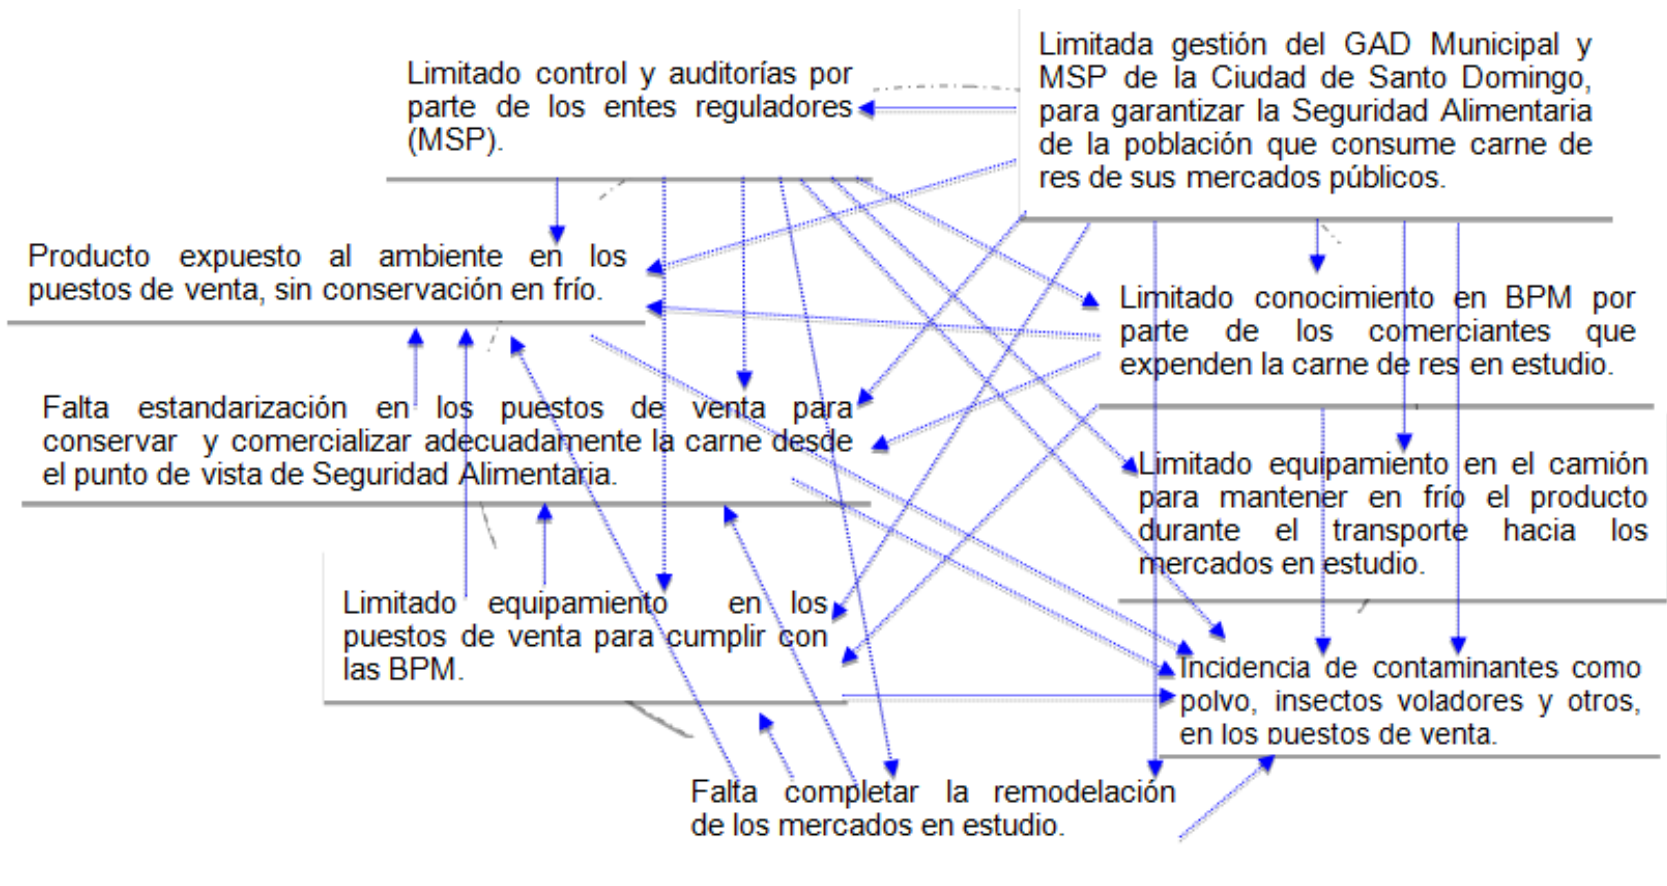 Limitado control y auditorías por
parte de los entes reguladores
(MSP).
Limitada gestión del GAD Municipal y
MSP de la Ciudad de Santo Domingo,
para garantizar la Seguridad Alimentaria
de la población que consume carne de
res de sus mercados públicos.
Producto expuesto al ambiente en los
puestos de venta, sin conservación en frío.
Limitado conocimiento en BPM por
parte de los comerciantes que
expenden la carne de res en estudio.
Falta estandarización en los puestos de venta para
conservar y comercializar adecuadamente la carne desde
el punto de vista de Seguridad Alimentaria.
Limitado equipamiento en el camión
para mantener en frío el producto
durante el transporte hacia los
mercados en estudio.
Limitado equipamiento en los
puestos de venta para cumplir con
las BPM.
Incidencia de contaminantes como
polvo, insectos voladores y otros,
en los puestos de venta.
Falta completar la remodelación
de los mercados en estudio.